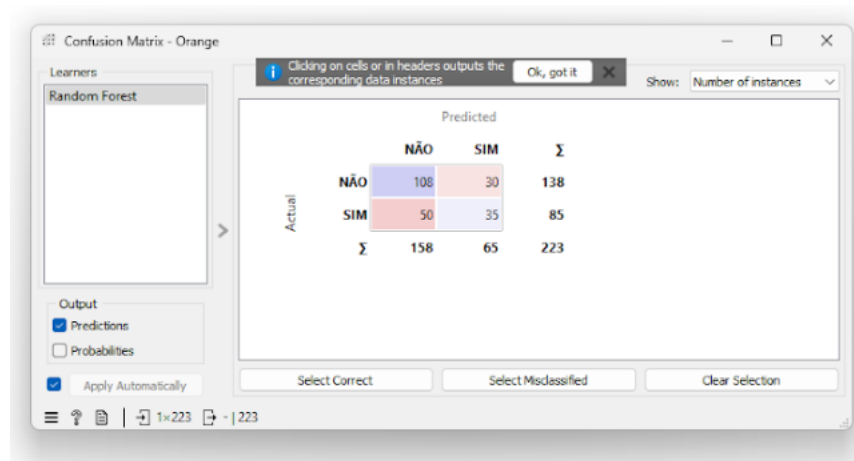 Confusion Matrix - Orange
Learners
Random Forest
Clicking on cells or in headers outputs the
corresponding data instances
Ok, got it
Show: Number of instances
Predicted
NÃO SIM Σ
Actual
NÃO 108 30 138
SIM 50 35 85
Σ 158 65 223
Output
Predictions
Probabilities
Apply Automatically
Select Correct
Select Misclassified
Clear Selection
1×223 - | 223